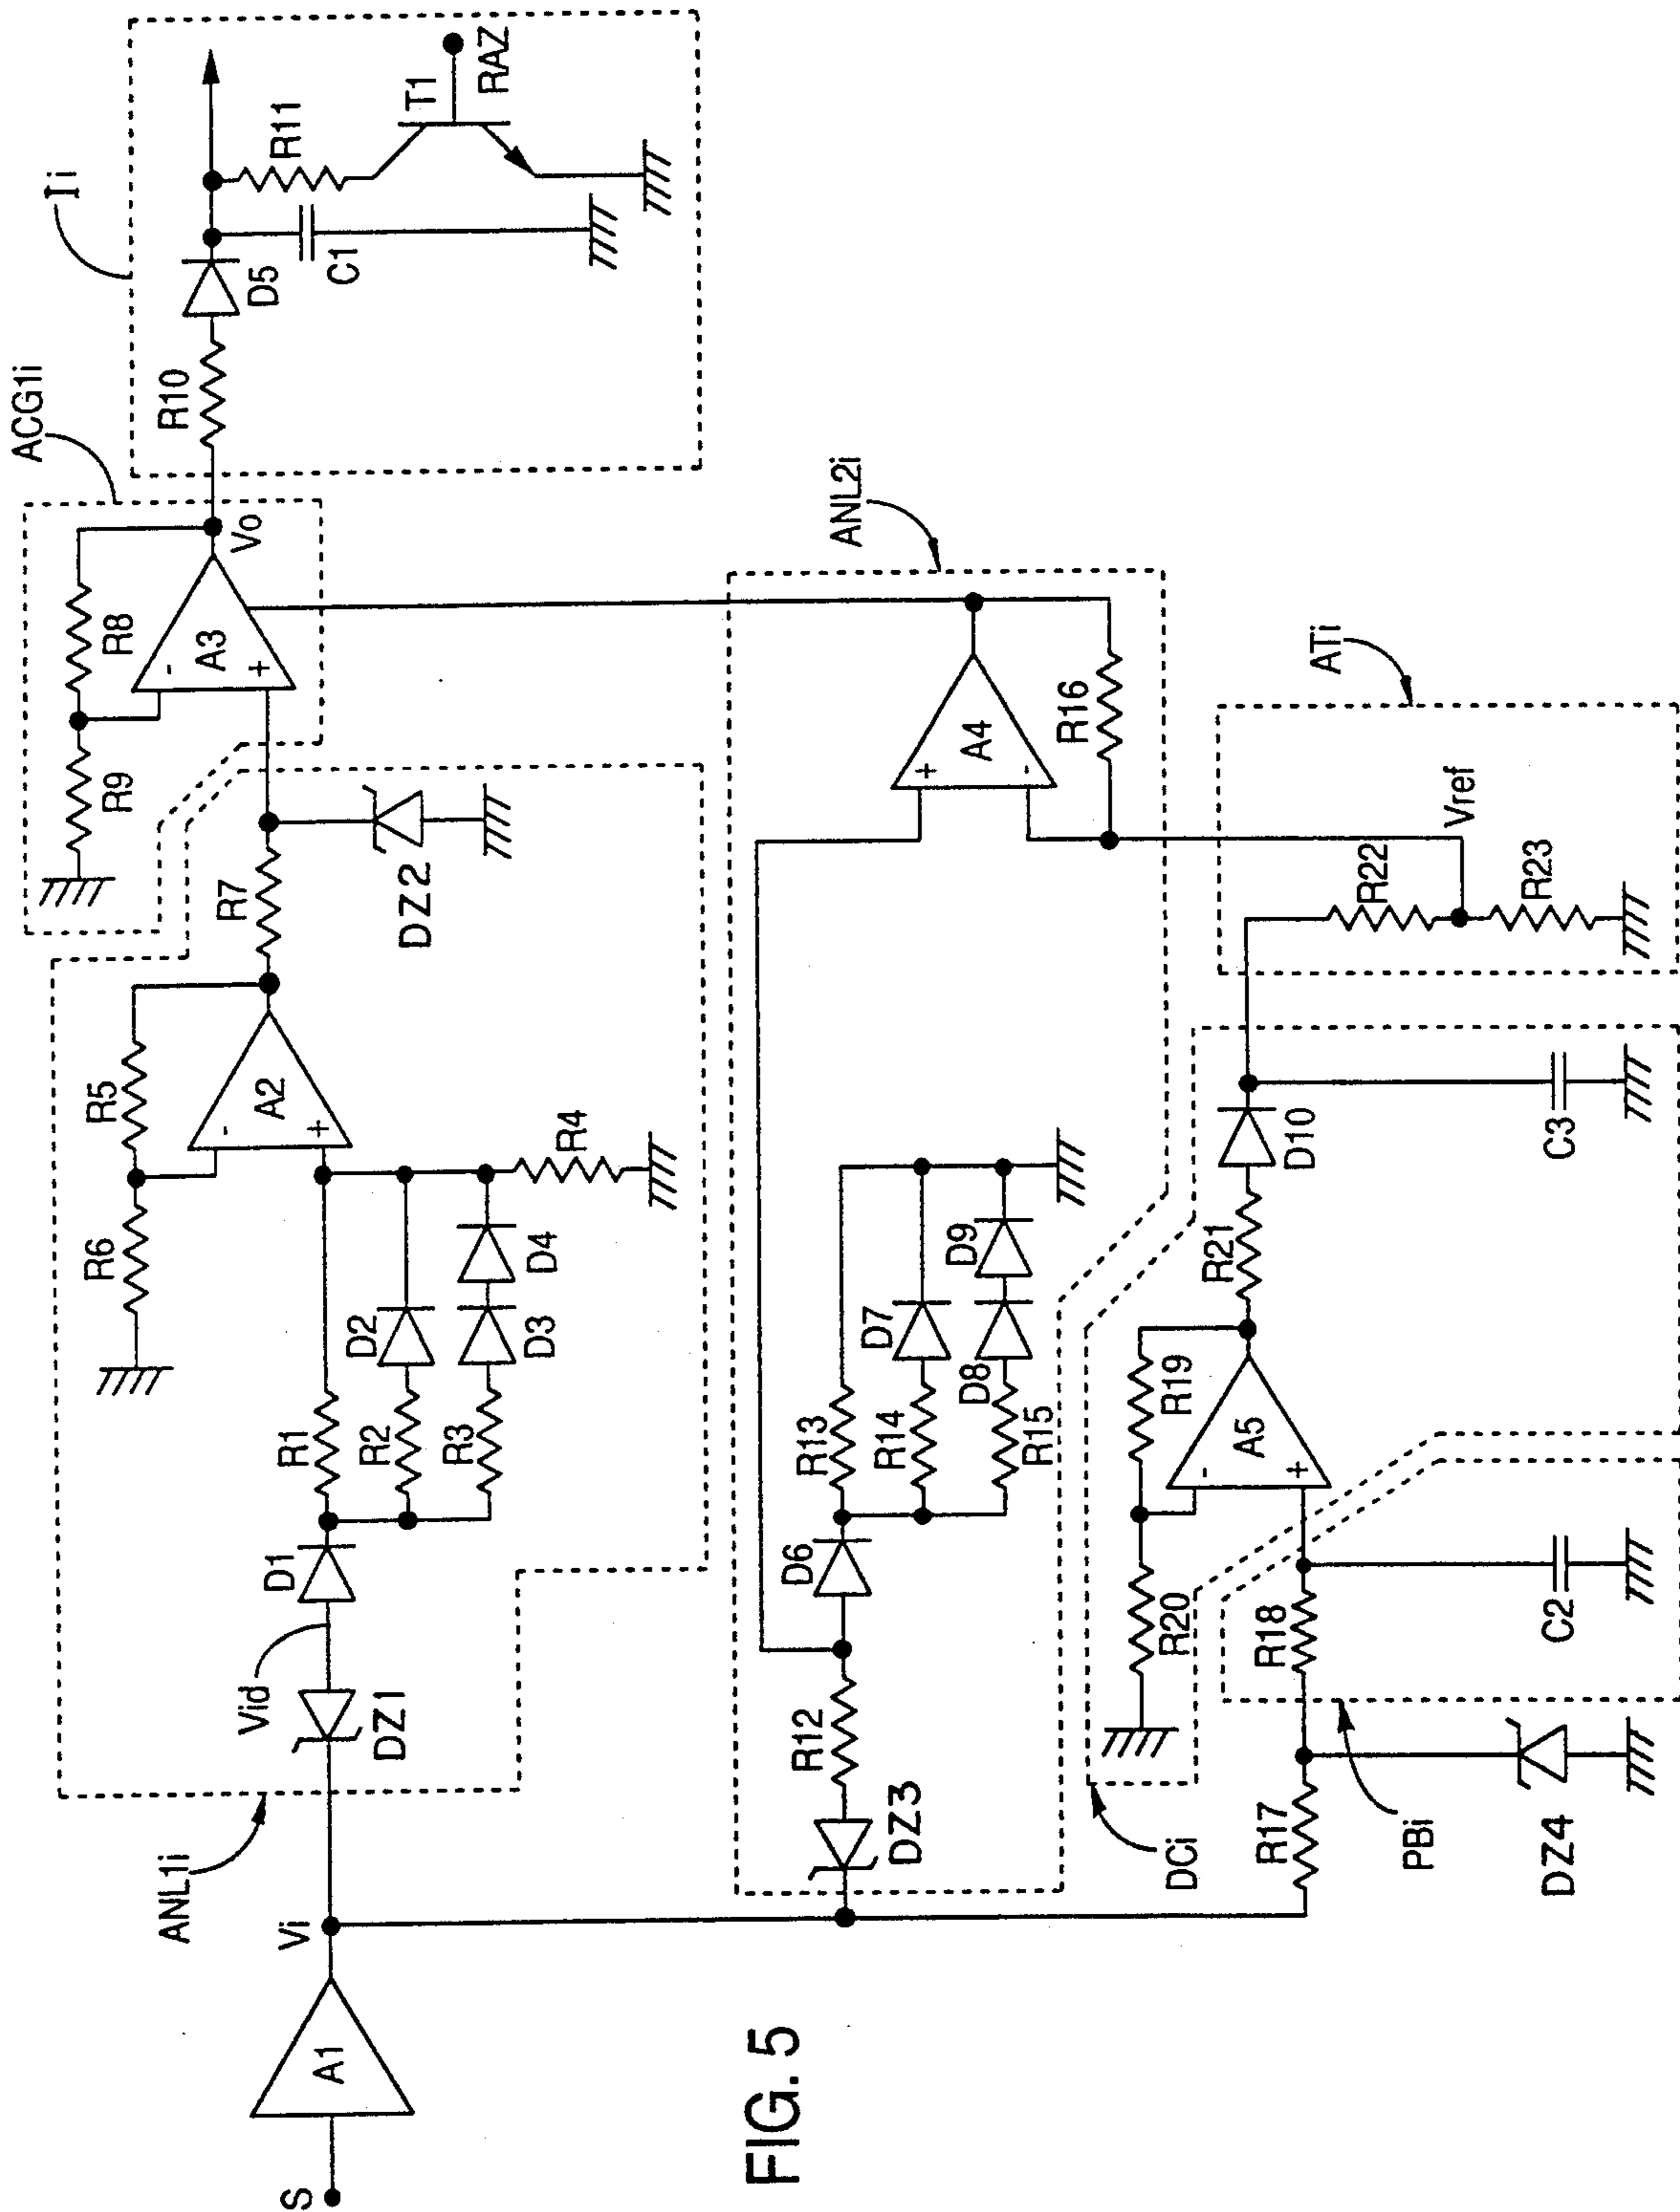 FIG. 5
S
A1
Vi
ANL1i
DZ1
Vid
D1
R1
R2
R3
D2
D3
D4
R4
R6
R5
-
A2
+
R7
DZ2
ACG1i
R9
R8
-
A3
+
Vo
Ii
R10
D5
C1
R11
T1
RAZ
ANL2i
DZ3
R12
D6
R13
R14
R15
D7
D8
D9
+
A4
-
R16
DCi
PBi
R17
DZ4
R18
C2
R20
R19
-
A5
+
R21
D10
C3
ATi
R22
R23
Vref